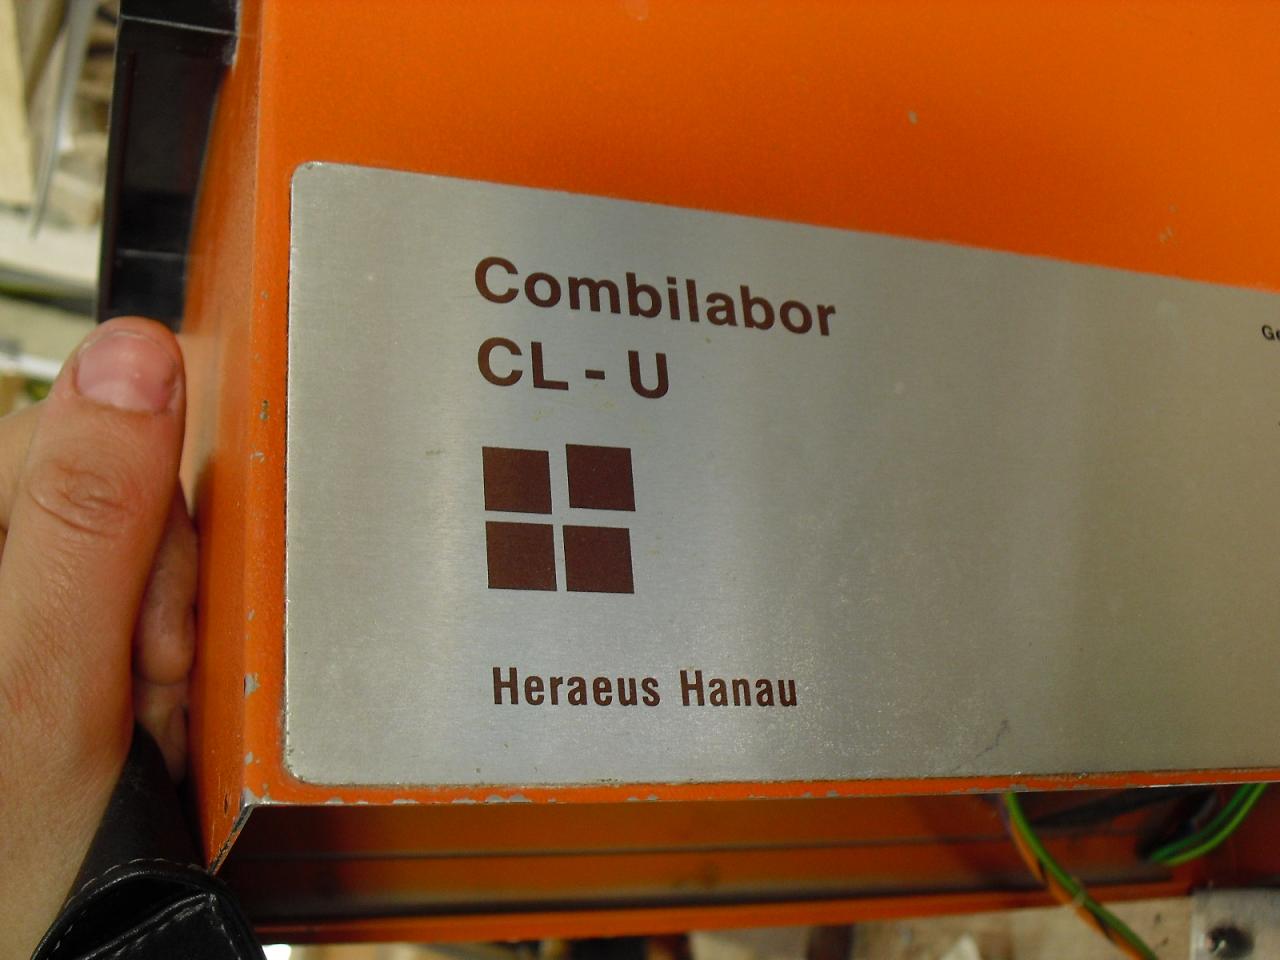 Combilabor
CL - U
Heraeus Hanau